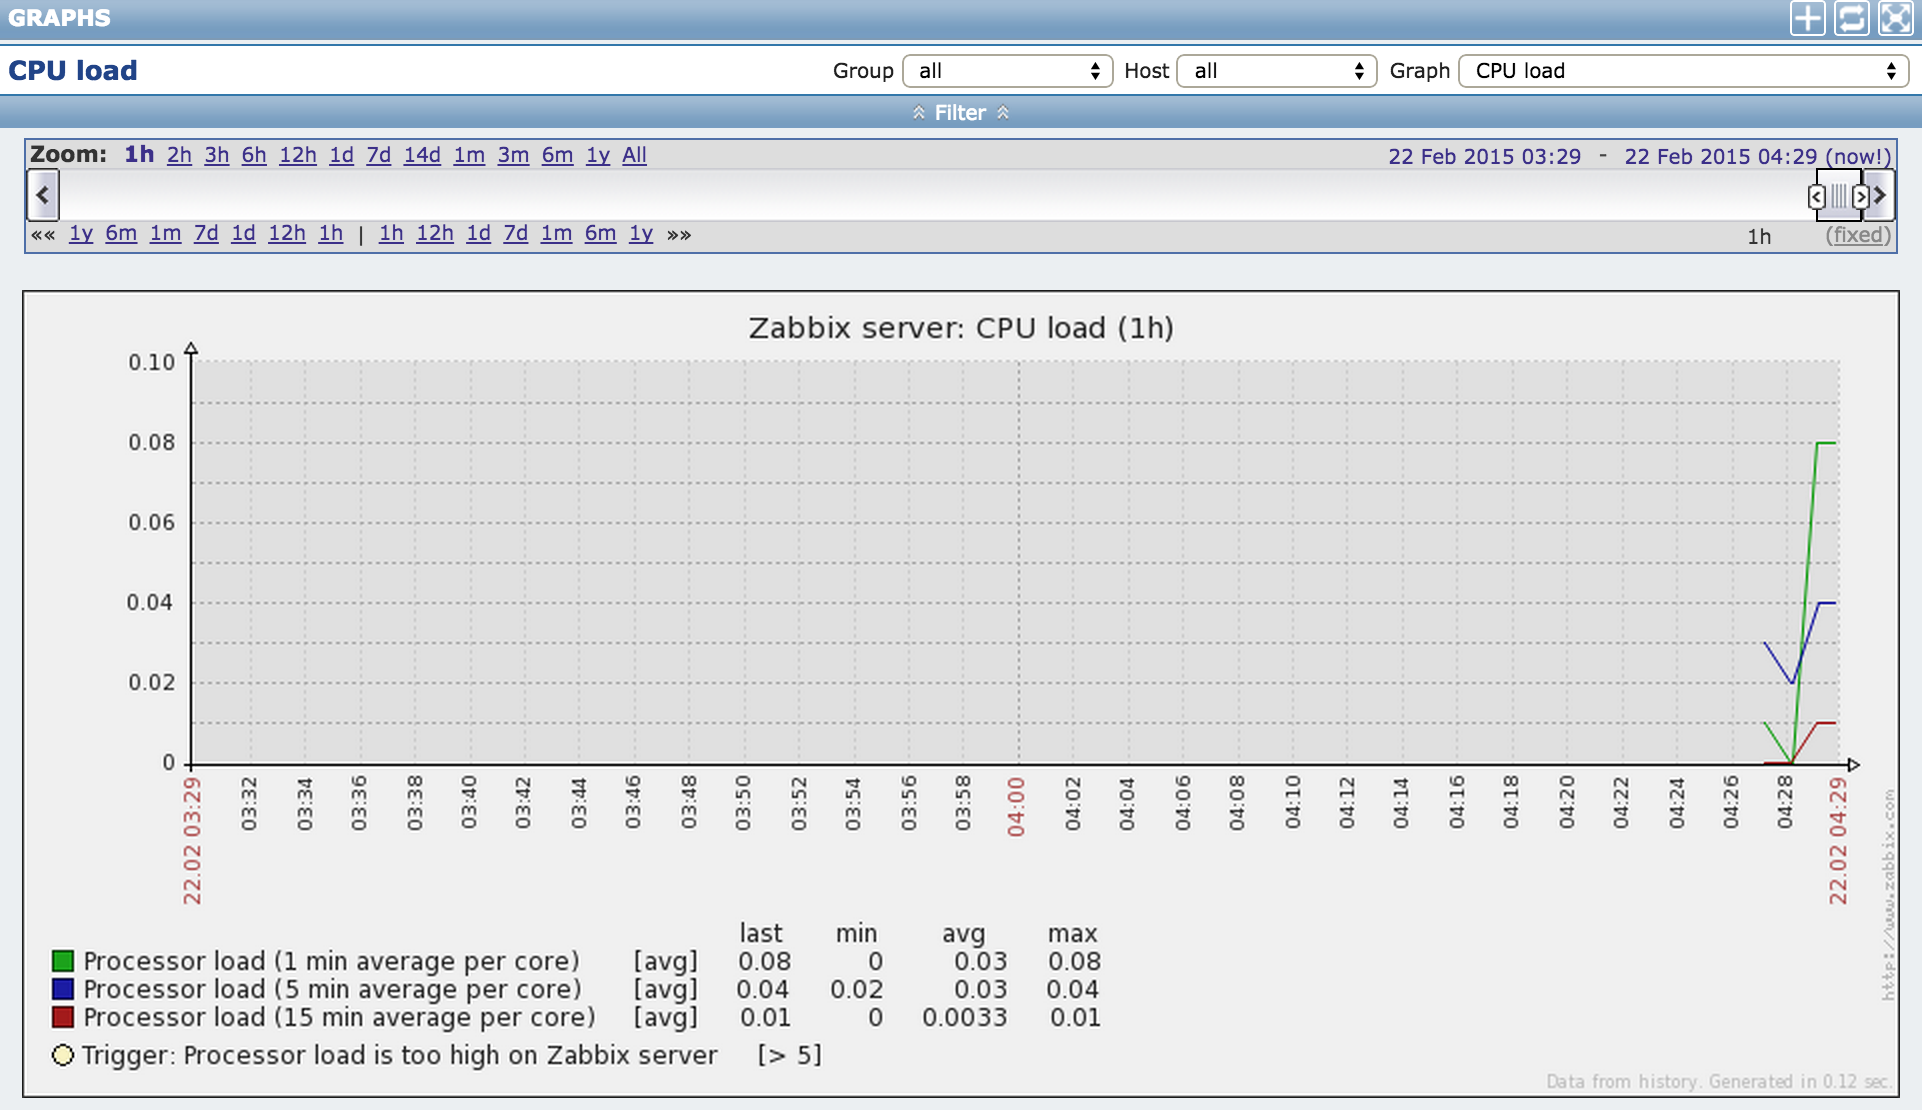 GRAPHS
CPU load Group all Host all Graph CPU load
Filter
Zoom: 1h 2h 3h 6h 12h 1d 7d 14d 1m 3m 6m 1y All 22 Feb 2015 03:29 - 22 Feb 2015 04:29 (now!)
«« 1y 6m 1m 7d 1d 12h 1h | 1h 12h 1d 7d 1m 6m 1y »» 1h (fixed)
Zabbix server: CPU load (1h)
0.10
0.08
0.06
0.04
0.02
0
22.02 03:29 03:32 03:34 03:36 03:38 03:40 03:42 03:44 03:46 03:48 03:50 03:52 03:54 03:56 03:58 04:00 04:02 04:04 04:06 04:08 04:10 04:12 04:14 04:16 04:18 04:20 04:22 04:24 04:26 04:28 22.02 04:29
http://www.zabbix.com
last min avg max
Processor load (1 min average per core) [avg] 0.08 0 0.03 0.08
Processor load (5 min average per core) [avg] 0.04 0.02 0.03 0.04
Processor load (15 min average per core) [avg] 0.01 0 0.0033 0.01
Trigger: Processor load is too high on Zabbix server [> 5]
Data from history. Generated in 0.12 sec.